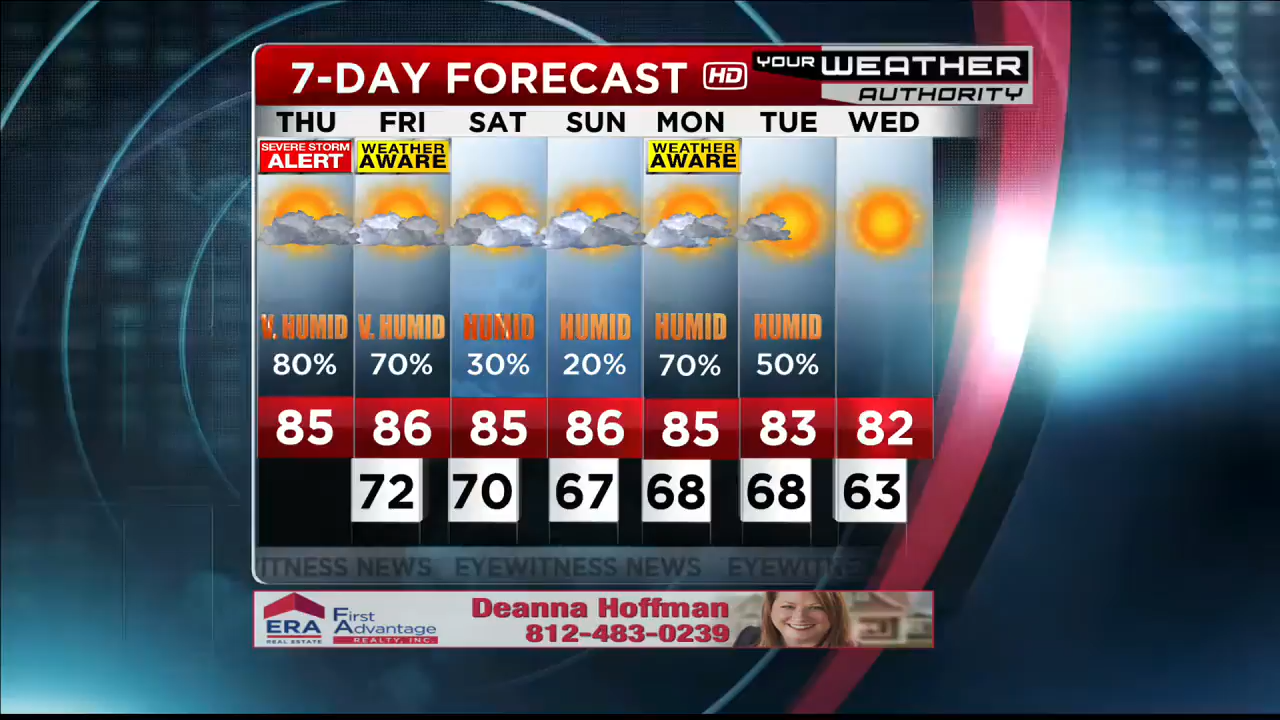 7-DAY FORECAST HD
YOUR WEATHER
AUTHORITY
THU FRI SAT SUN MON TUE WED
SEVERE STORM
ALERT
WEATHER
AWARE
WEATHER
AWARE
V. HUMID V. HUMID HUMID HUMID HUMID HUMID
80% 70% 30% 20% 70% 50%
85 86 85 86 85 83 82
72 70 67 68 68 63
ITNESS NEWS EYEWITNESS NEWS EYEWITNE
ERA
REAL ESTATE
First
Advantage
REALTY, INC.
Deanna Hoffman
812-483-0239